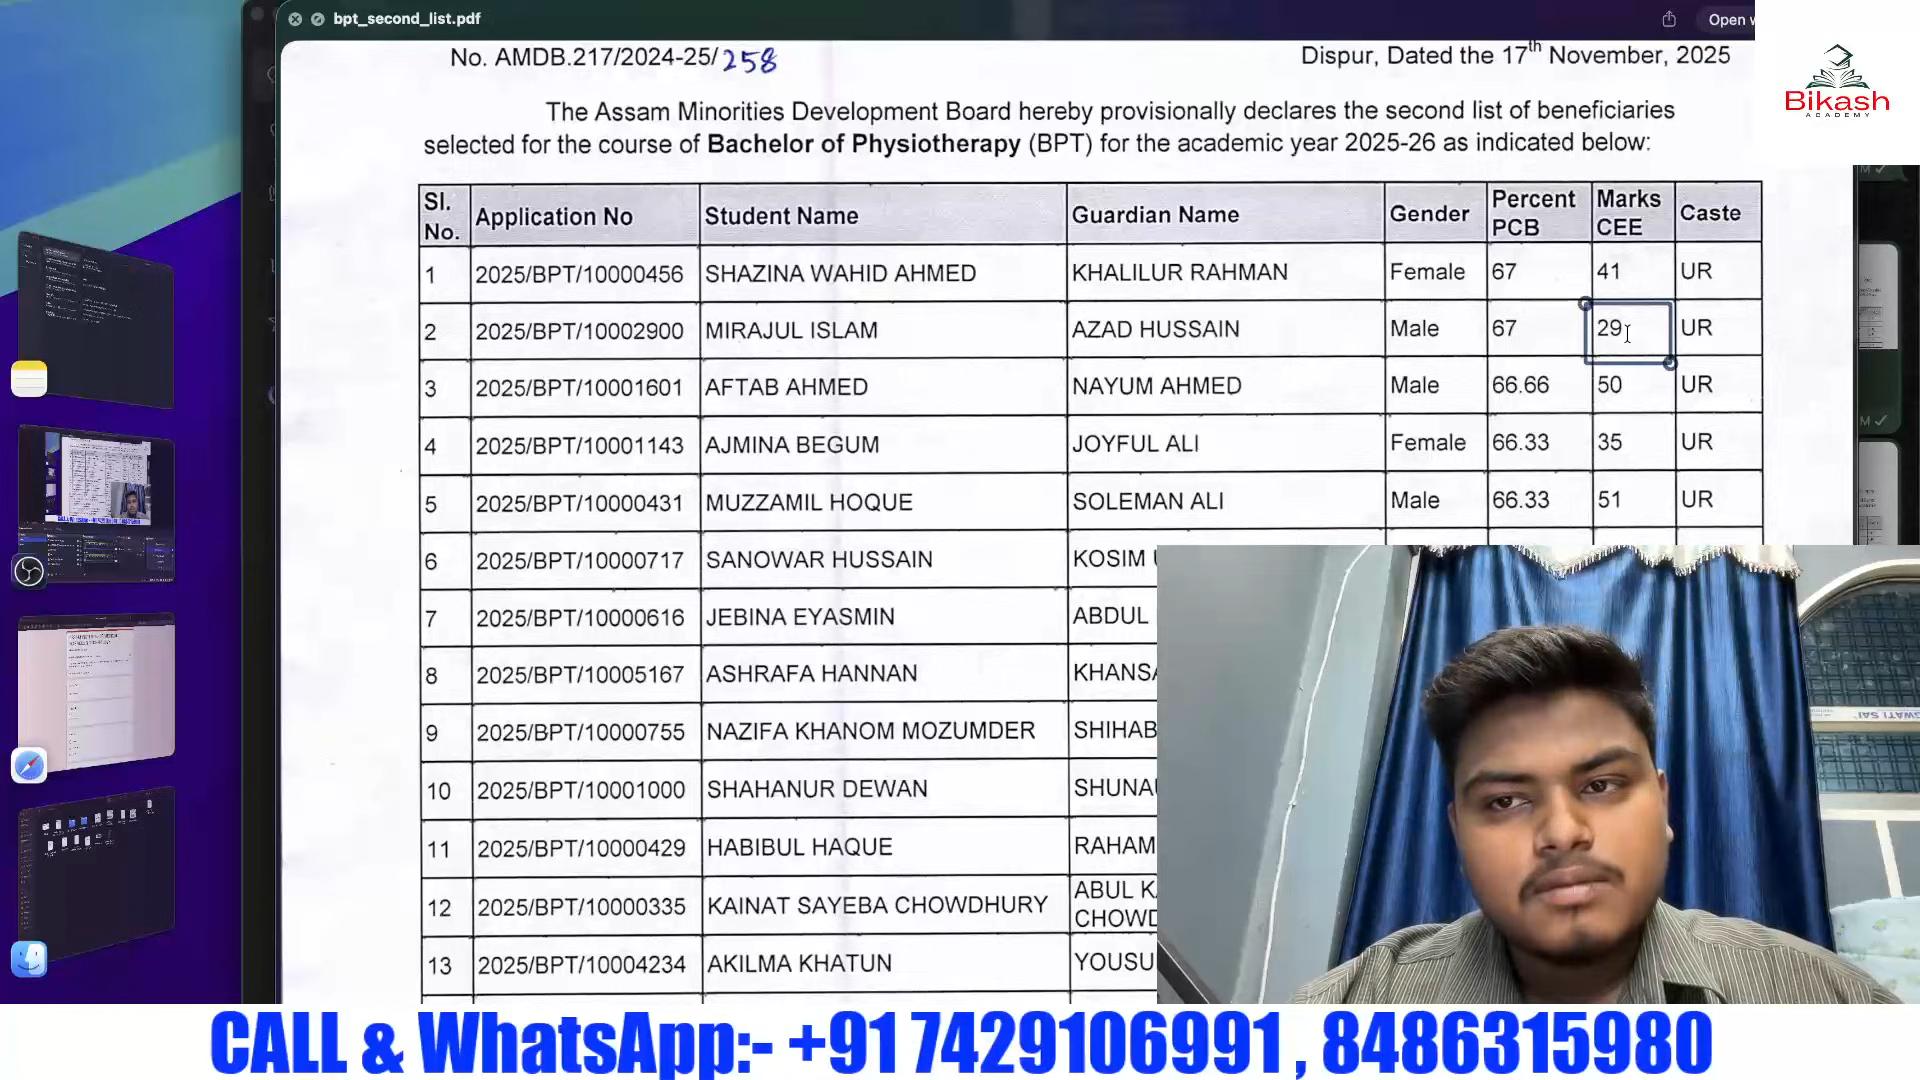 bpt_second_list.pdf
Open w
No. AMDB.217/2024-25/258
Dispur, Dated the 17th November, 2025
Bikash
ACADEMY
The Assam Minorities Development Board hereby provisionally declares the second list of beneficiaries
selected for the course of Bachelor of Physiotherapy (BPT) for the academic year 2025-26 as indicated below:
Sl. No. Application No Student Name Guardian Name Gender Percent PCB Marks CEE Caste
1 2025/BPT/10000456 SHAZINA WAHID AHMED KHALILUR RAHMAN Female 67 41 UR
2 2025/BPT/10002900 MIRAJUL ISLAM AZAD HUSSAIN Male 67 29 UR
3 2025/BPT/10001601 AFTAB AHMED NAYUM AHMED Male 66.66 50 UR
4 2025/BPT/10001143 AJMINA BEGUM JOYFUL ALI Female 66.33 35 UR
5 2025/BPT/10000431 MUZZAMIL HOQUE SOLEMAN ALI Male 66.33 51 UR
6 2025/BPT/10000717 SANOWAR HUSSAIN KOSIM
7 2025/BPT/10000616 JEBINA EYASMIN ABDUL
8 2025/BPT/10005167 ASHRAFA HANNAN KHANSA
9 2025/BPT/10000755 NAZIFA KHANOM MOZUMDER SHIHAB
10 2025/BPT/10001000 SHAHANUR DEWAN SHUNA
11 2025/BPT/10000429 HABIBUL HAQUE RAHAM
12 2025/BPT/10000335 KAINAT SAYEBA CHOWDHURY ABUL K
CHOWD
13 2025/BPT/10004234 AKILMA KHATUN YOUSU
CALL & WhatsApp:- +91 7429106991 , 8486315980